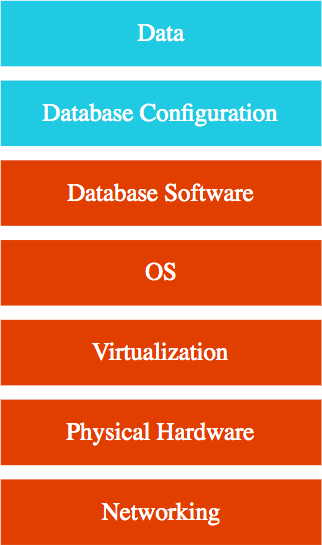 Data
Database Configuration
Database Software
OS
Virtualization
Physical Hardware
Networking